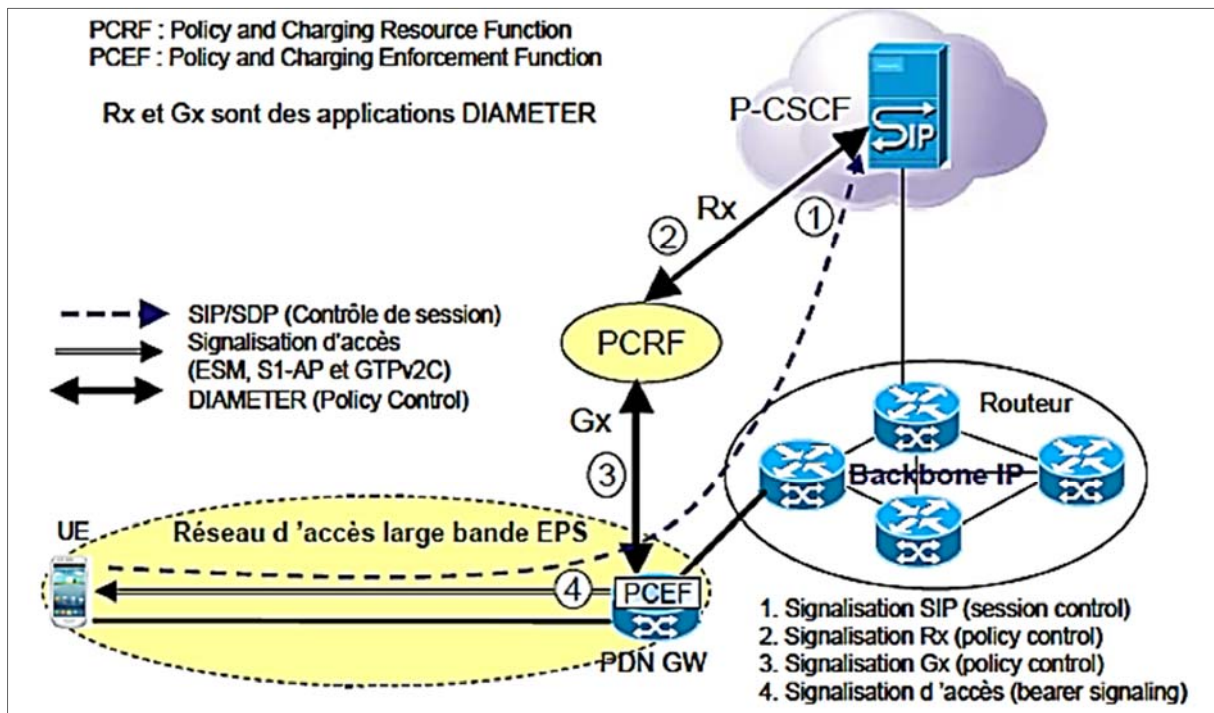 PCRF : Policy and Charging Resource Function
PCEF : Policy and Charging Enforcement Function
Rx et Gx sont des applications DIAMETER
P-CSCF
SIP
Rx
1
2
SIP/SDP (Contrôle de session)
Signalisation d'accès
(ESM, S1-AP et GTPv2C)
DIAMETER (Policy Control)
PCRF
Gx
3
Routeur
Backbone IP
UE
Réseau d 'accès large bande EPS
4
PCEF
PDN GW
1. Signalisation SIP (session control)
2. Signalisation Rx (policy control)
3. Signalisation Gx (policy control)
4. Signalisation d 'accès (bearer signaling)